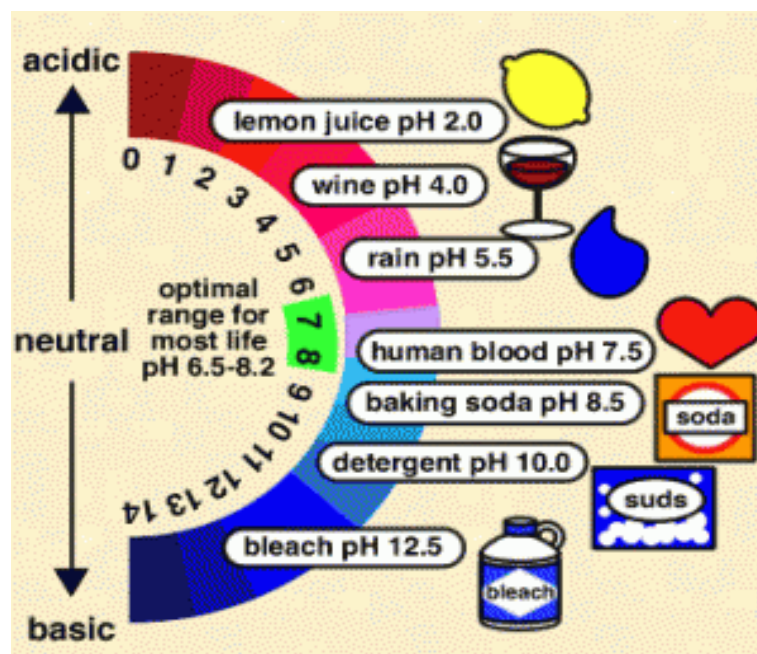 acidic
lemon juice pH 2.0
0
1
2
3
4
5
6
7
8
9
10
11
12
13
14
wine pH 4.0
rain pH 5.5
optimal
range for
most life
pH 6.5-8.2
neutral
human blood pH 7.5
baking soda pH 8.5
soda
detergent pH 10.0
suds
bleach pH 12.5
bleach
basic